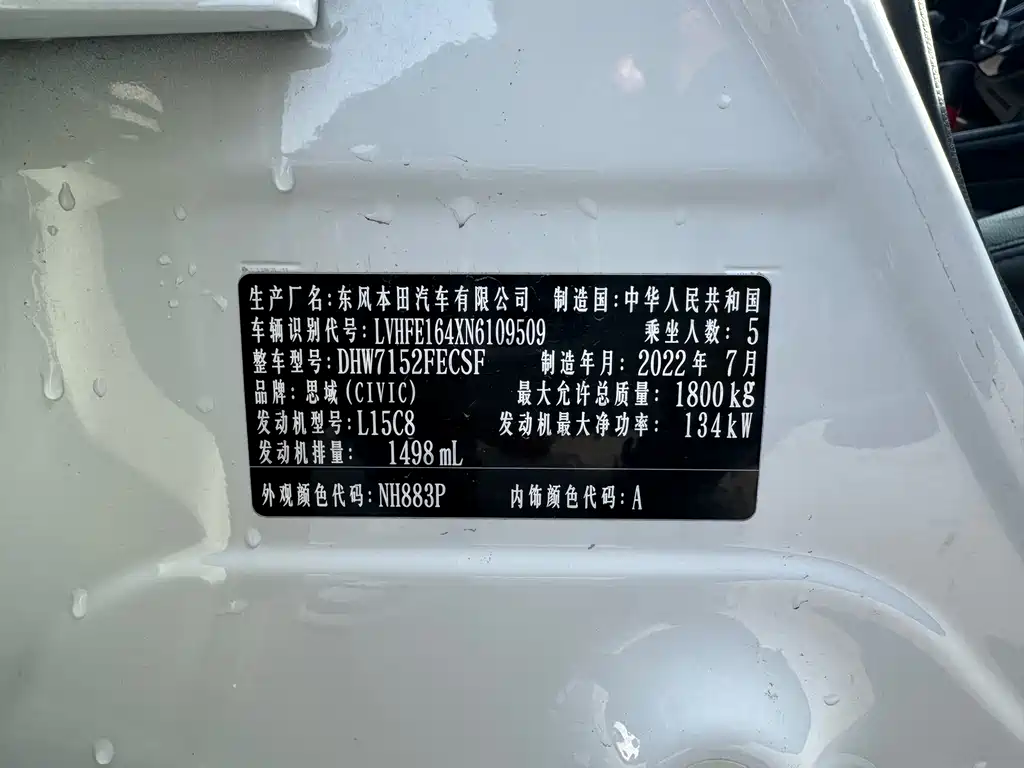 生产厂名:东风本田汽车有限公司 制造国:中华人民共和国
车辆识别代号:LVHFE164XN6109509 乘坐人数:5
整车型号:DHW7152FECSF 制造年月:2022年7月
品牌:思域(CIVIC) 最大允许总质量:1800kg
发动机型号:L15C8 发动机最大净功率:134kW
发动机排量:1498mL
外观颜色代码:NH883P 内饰颜色代码:A